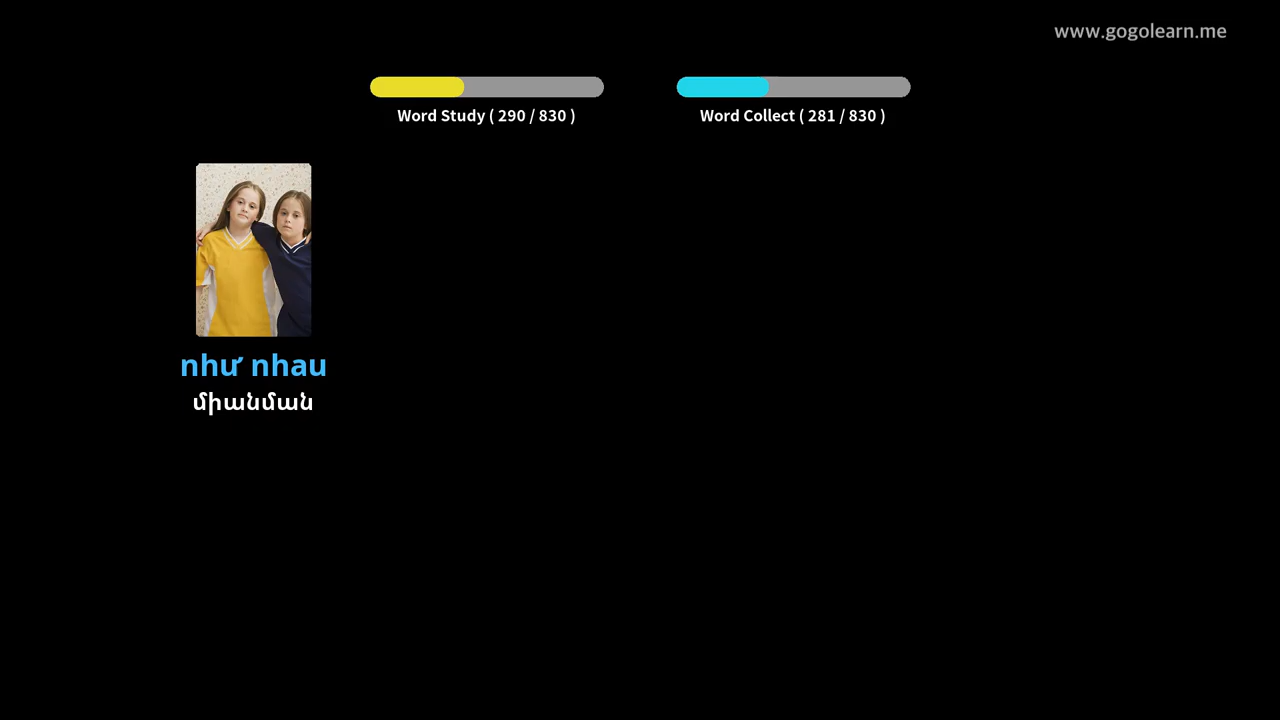 www.gogolearn.me
Word Study ( 290 / 830 )
Word Collect ( 281 / 830 )
như nhau
միանման